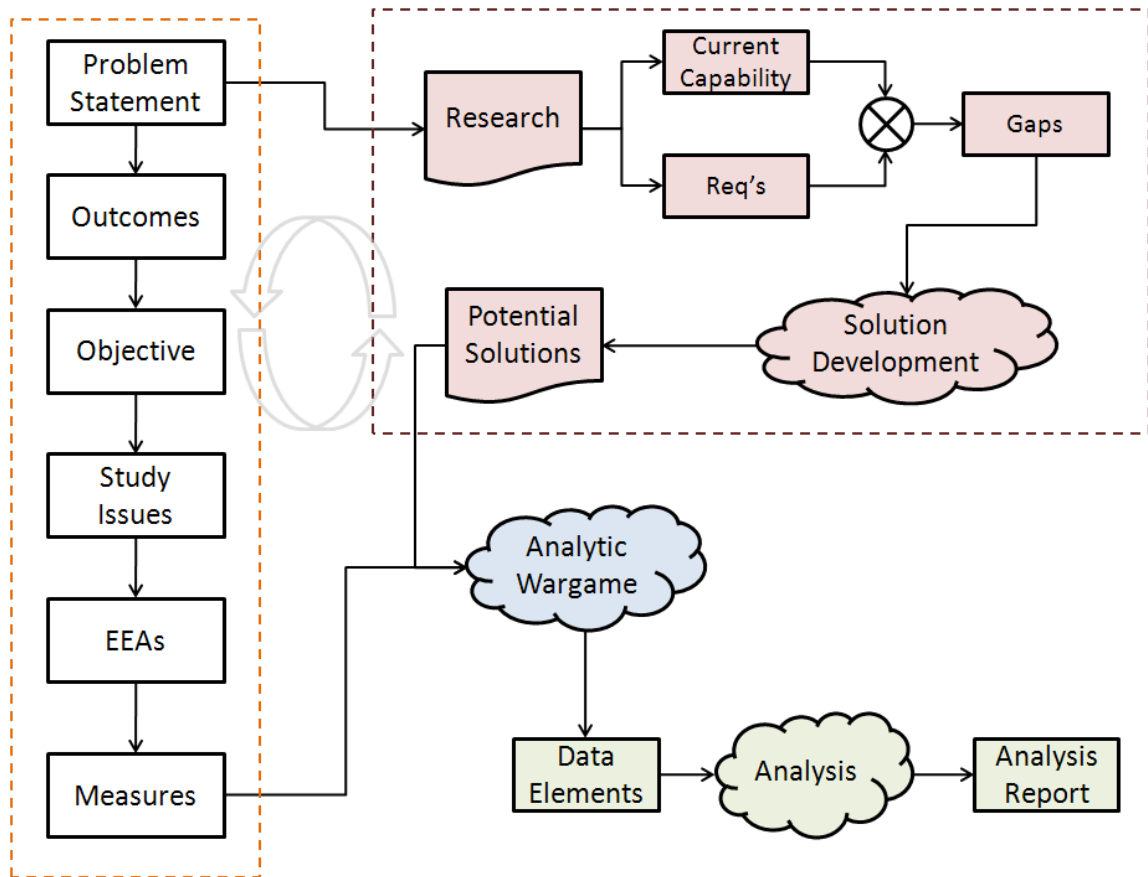 Problem
Statement
Outcomes
Objective
Study
Issues
EEAs
Measures
Research
Current
Capability
Req's
Gaps
Solution
Development
Potential
Solutions
Analytic
Wargame
Data
Elements
Analysis
Analysis
Report